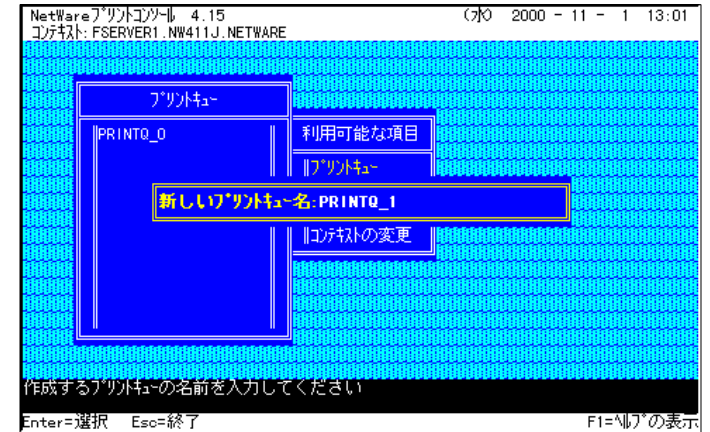 NetWareプリントコンソール 4.15 (水) 2000 - 11 - 1 13:01
コンテキスト: FSERVER1.NW411J.NETWARE
プリントキュー
PRINTQ_0
利用可能な項目
プリントキュー
新しいプリントキュー名:PRINTQ_1
コンテキストの変更
作成するプリントキューの名前を入力してください
Enter=選択 Esc=終了 F1=ヘルプの表示